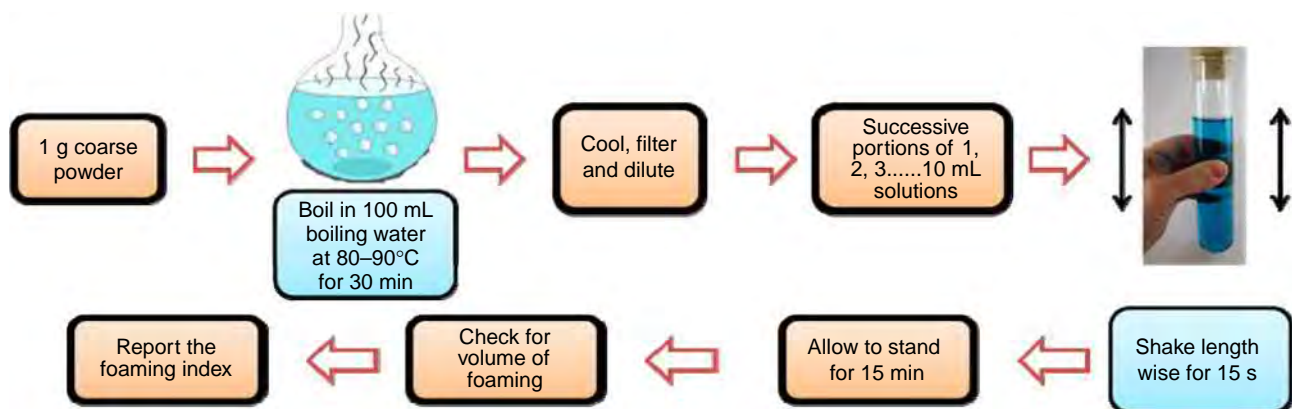 1 g coarse
powder
Boil in 100 mL
boiling water
at 80–90°C
for 30 min
Cool, filter
and dilute
Successive
portions of 1,
2, 3......10 mL
solutions
Shake length
wise for 15 s
Allow to stand
for 15 min
Check for
volume of
foaming
Report the
foaming index